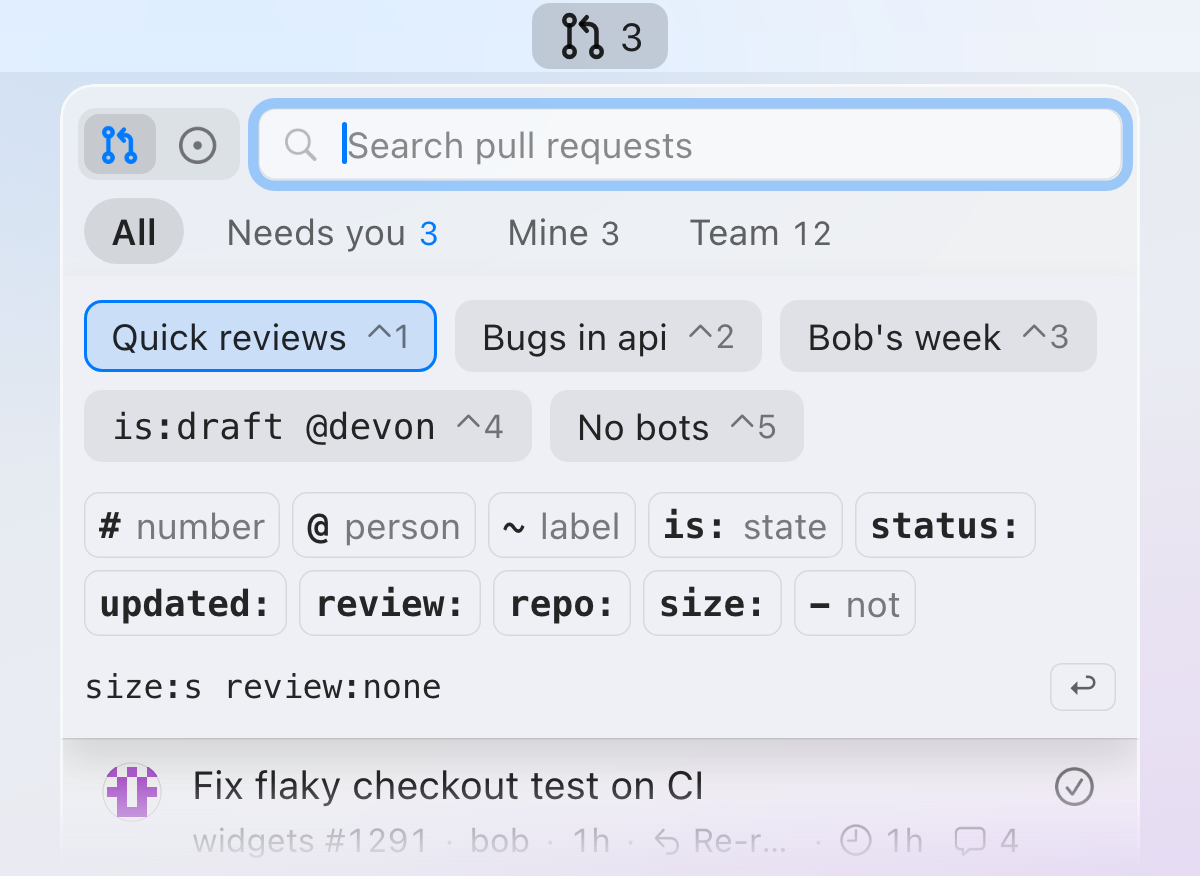 3
Search pull requests
All Needs you 3 Mine 3 Team 12
Quick reviews ^1 Bugs in api ^2 Bob's week ^3
is:draft @devon ^4 No bots ^5
# number @ person ~ label is: state status:
updated: review: repo: size: – not
size:s review:none
Fix flaky checkout test on CI
widgets #1291 · bob · 1h · Re-r... · 1h 4